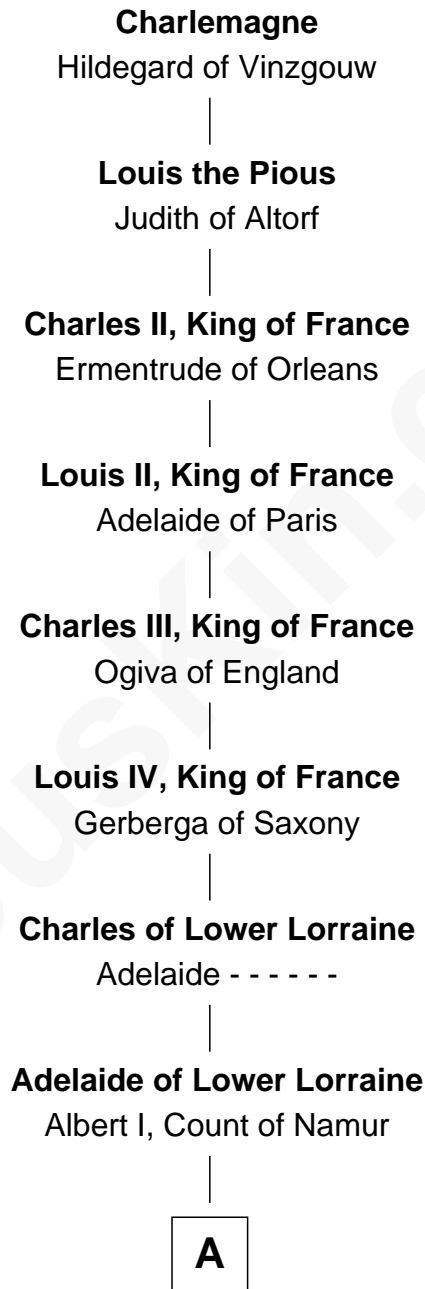 Charlemagne
Hildegard of Vinzgouw
Louis the Pious
Judith of Altorf
Charles II, King of France
Ermentrude of Orleans
Louis II, King of France
Adelaide of Paris
Charles III, King of France
Ogiva of England
Louis IV, King of France
Gerberga of Saxony
Charles of Lower Lorraine
Adelaide - - - - - -
Adelaide of Lower Lorraine
Albert I, Count of Namur
A